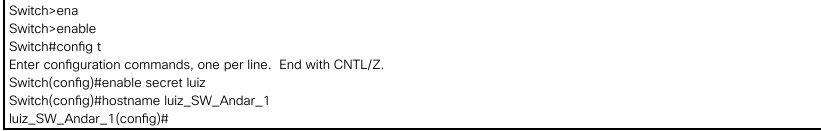 Switch>ena
Switch>enable
Switch#config t
Enter configuration commands, one per line.  End with CNTL/Z.
Switch(config)#enable secret luiz
Switch(config)#hostname luiz_SW_Andar_1
luiz_SW_Andar_1(config)#